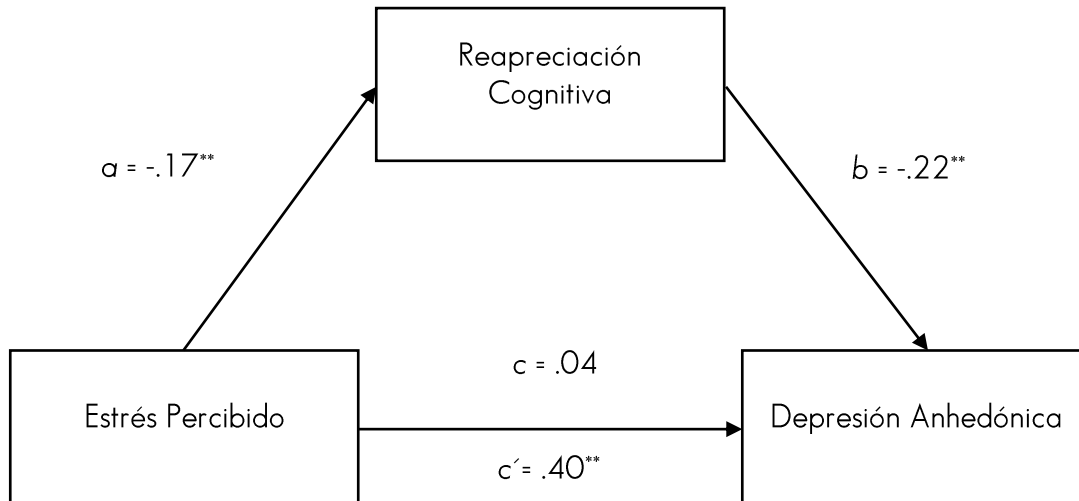 Reapreciación
Cognitiva
a = -.17**
b = -.22**
c = .04
Estrés Percibido
Depresión Anhedónica
c´= .40**